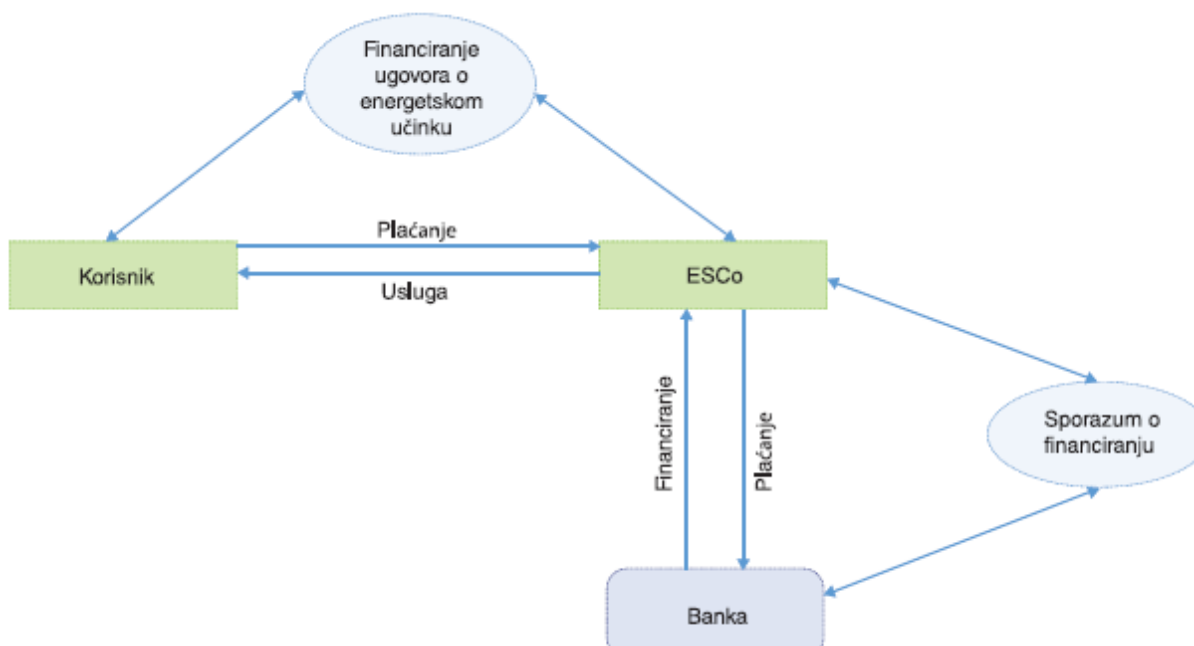 Financiranje
ugovora o
energetskom
učinku
Plaćanje
Korisnik
ESCo
Usluga
Financiranje
Plaćanje
Sporazum o
financiranju
Banka